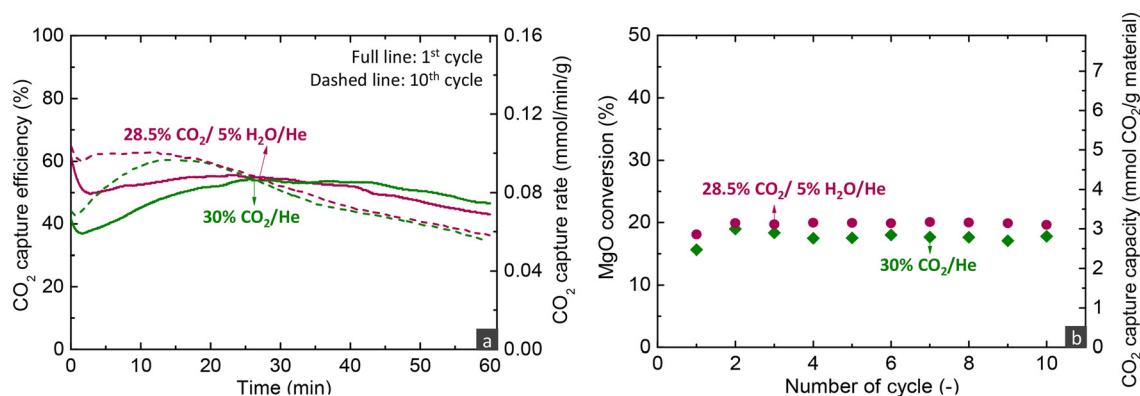 CO₂ capture efficiency (%)
100
80
60
40
20
0
Full line: 1st cycle
Dashed line: 10th cycle
28.5% CO₂/ 5% H₂O/He
30% CO₂/He
0.16
0.12
0.08
0.04
0.00
CO₂ capture rate (mmol/min/g)
0 10 20 30 40 50 60
Time (min)
a
MgO conversion (%)
50
40
30
20
10
0
28.5% CO₂/ 5% H₂O/He
30% CO₂/He
7
6
5
4
3
2
1
0
CO₂ capture capacity (mmol CO₂/g material)
0 2 4 6 8 10
Number of cycle (-)
b